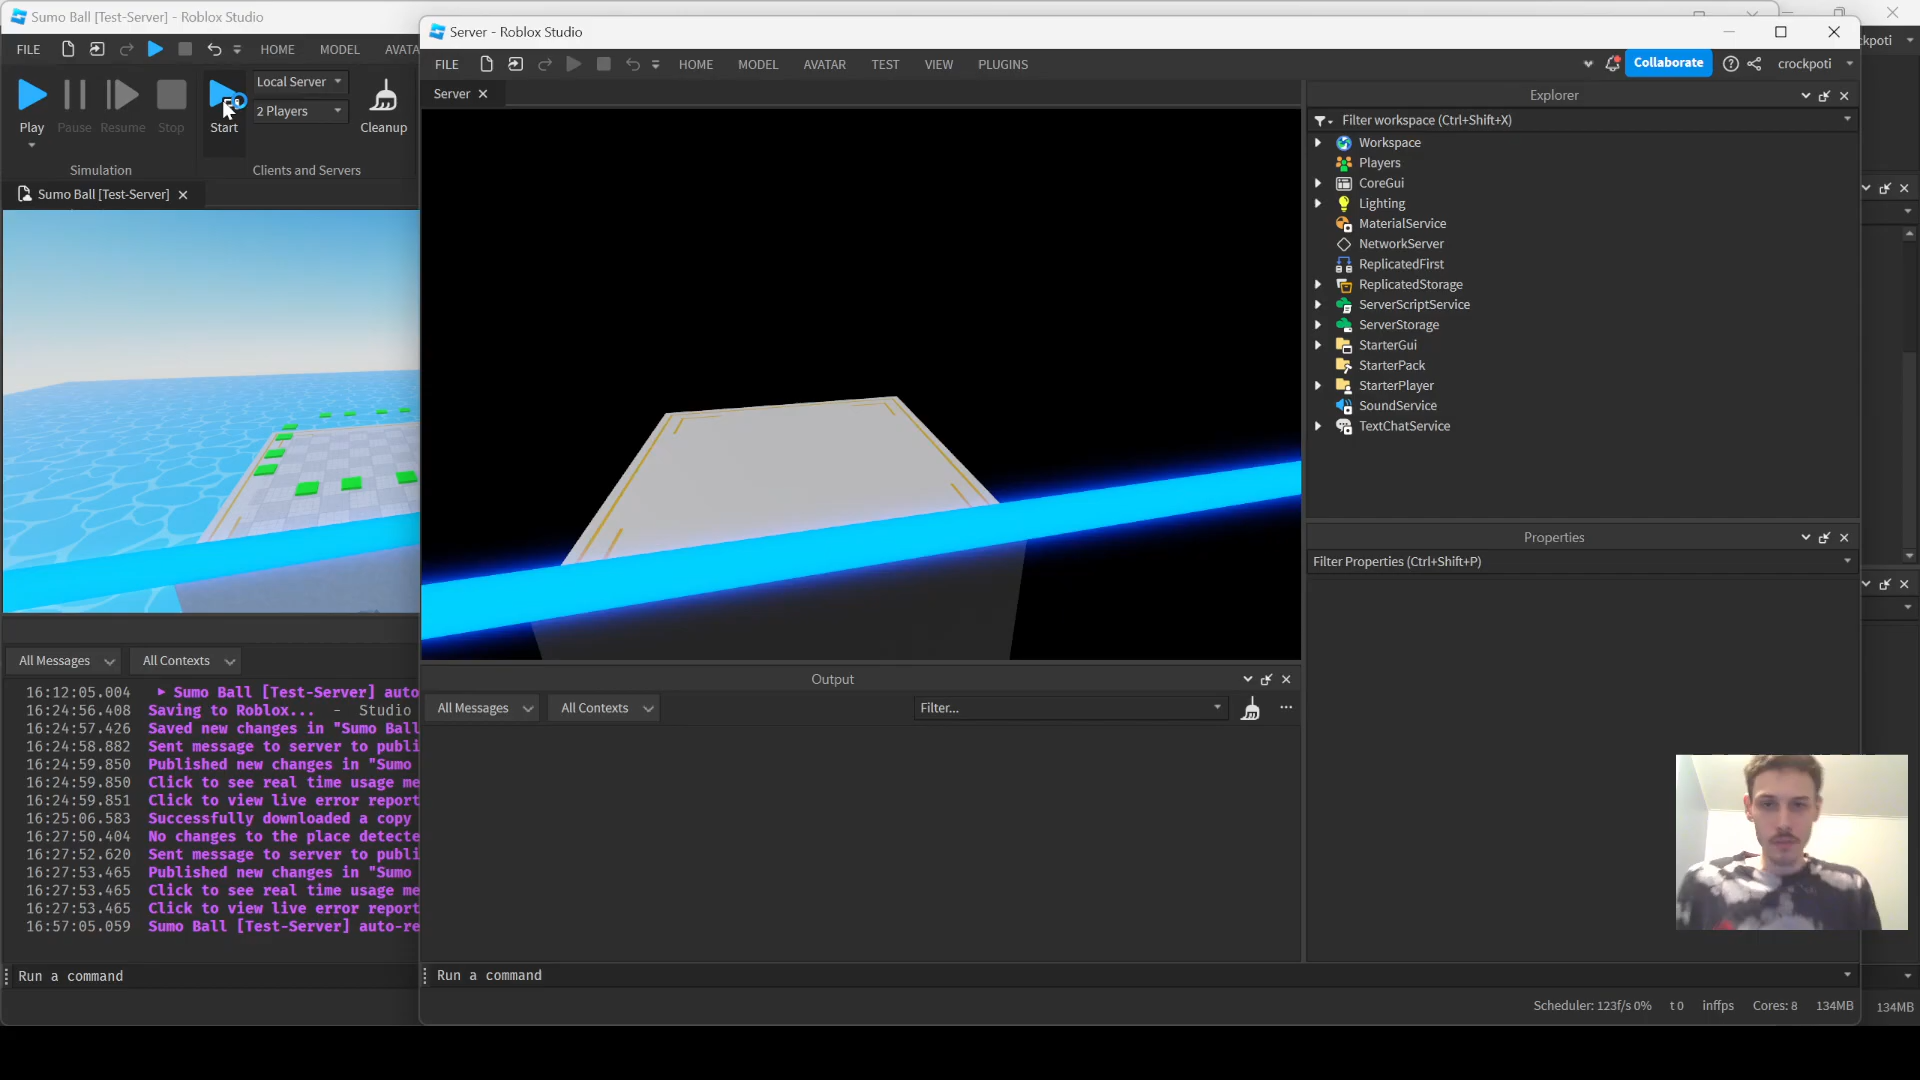 Sumo Ball [Test-Server] - Roblox Studio
FILE
HOME
MODEL
AVATA
Local Server
2 Players
Play
Pause
Resume
Stop
Start
Cleanup
Simulation
Clients and Servers
Sumo Ball [Test-Server]
All Messages
All Contexts
16:12:05.004 ▶ Sumo Ball [Test-Server] auto
16:24:56.408 Saving to Roblox... - Studio
16:24:57.426 Saved new changes in "Sumo Ball
16:24:58.882 Sent message to server to publi
16:24:59.850 Published new changes in "Sumo
16:24:59.850 Click to see real time usage me
16:24:59.851 Click to view live error report
16:25:06.583 Successfully downloaded a copy
16:27:50.404 No changes to the place detecte
16:27:52.620 Sent message to server to publi
16:27:53.465 Published new changes in "Sumo
16:27:53.465 Click to see real time usage me
16:27:53.465 Click to view live error report
16:57:05.059 Sumo Ball [Test-Server] auto-re
Run a command
Server - Roblox Studio
FILE
HOME
MODEL
AVATAR
TEST
VIEW
PLUGINS
Collaborate
crockpoti
Server
Output
All Messages
All Contexts
Filter...
Run a command
Explorer
Filter workspace (Ctrl+Shift+X)
Workspace
Players
CoreGui
Lighting
MaterialService
NetworkServer
ReplicatedFirst
ReplicatedStorage
ServerScriptService
ServerStorage
StarterGui
StarterPack
StarterPlayer
SoundService
TextChatService
Properties
Filter Properties (Ctrl+Shift+P)
Scheduler: 123f/s 0% t 0 inffps Cores: 8 134MB
ckpoti
134MB